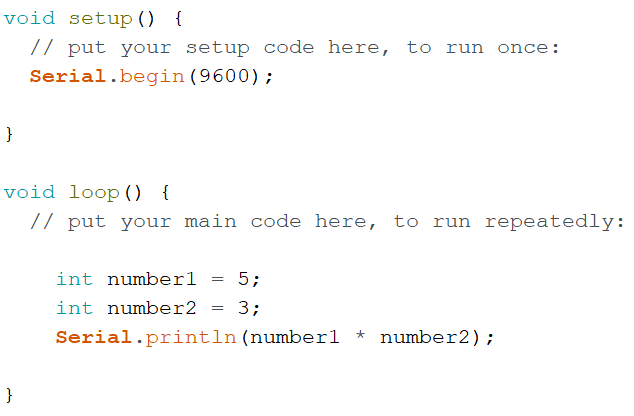 void setup() {
// put your setup code here, to run once:
Serial.begin(9600);
}
void loop() {
// put your main code here, to run repeatedly:
int number1 = 5;
int number2 = 3;
Serial.println(number1 * number2);
}